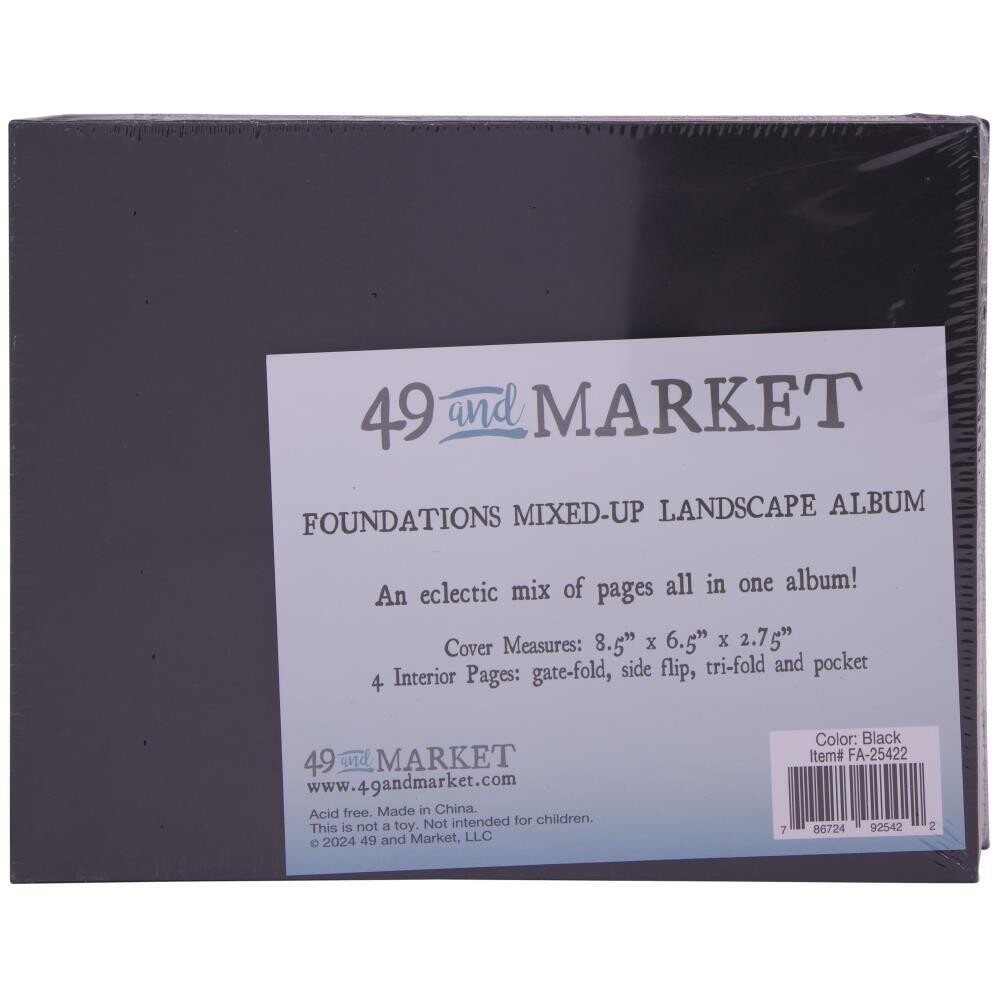 49 and MARKET
FOUNDATIONS MIXED-UP LANDSCAPE ALBUM
An eclectic mix of pages all in one album!
Cover Measures: 8.5” x 6.5” x 2.75”
4 Interior Pages: gate-fold, side flip, tri-fold and pocket
49 and MARKET
www.49andmarket.com
Acid free. Made in China.
This is not a toy. Not intended for children.
© 2024 49 and Market, LLC
Color: Black
Item# FA-25422
7 86724 92542 2